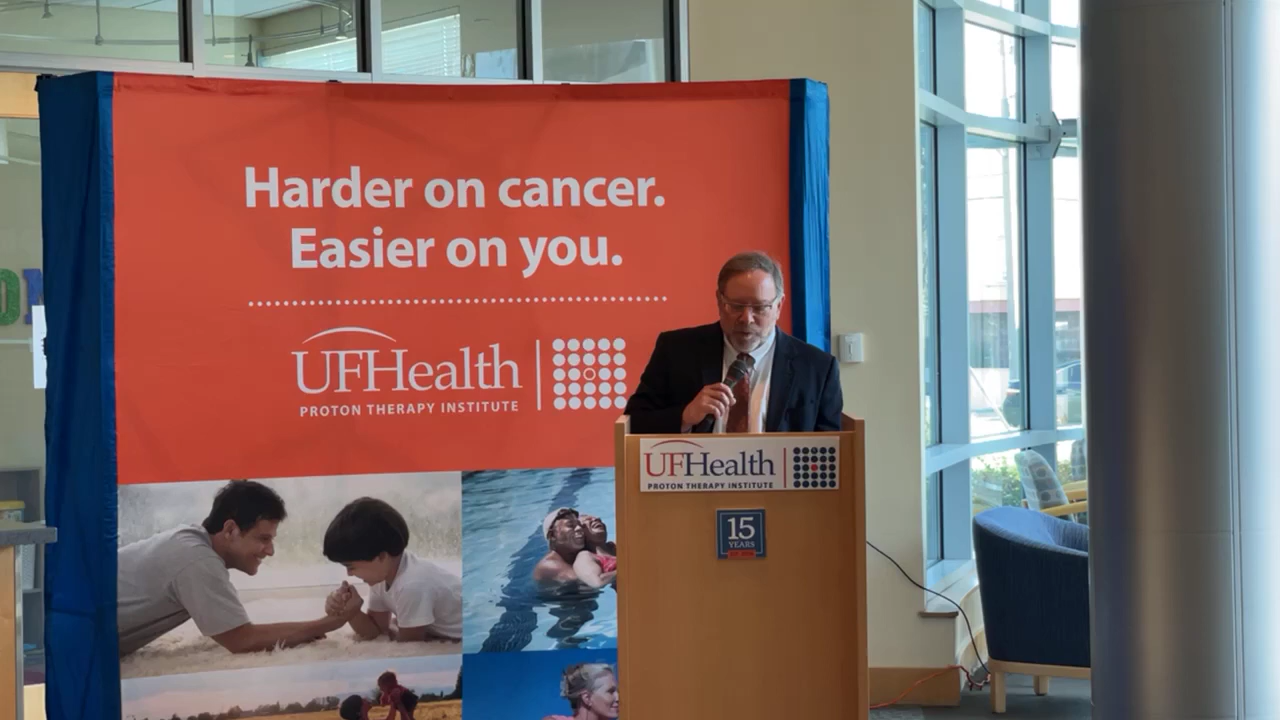 Harder on cancer.
Easier on you.
UFHealth
PROTON THERAPY INSTITUTE
UFHealth
PROTON THERAPY INSTITUTE
15
YEARS